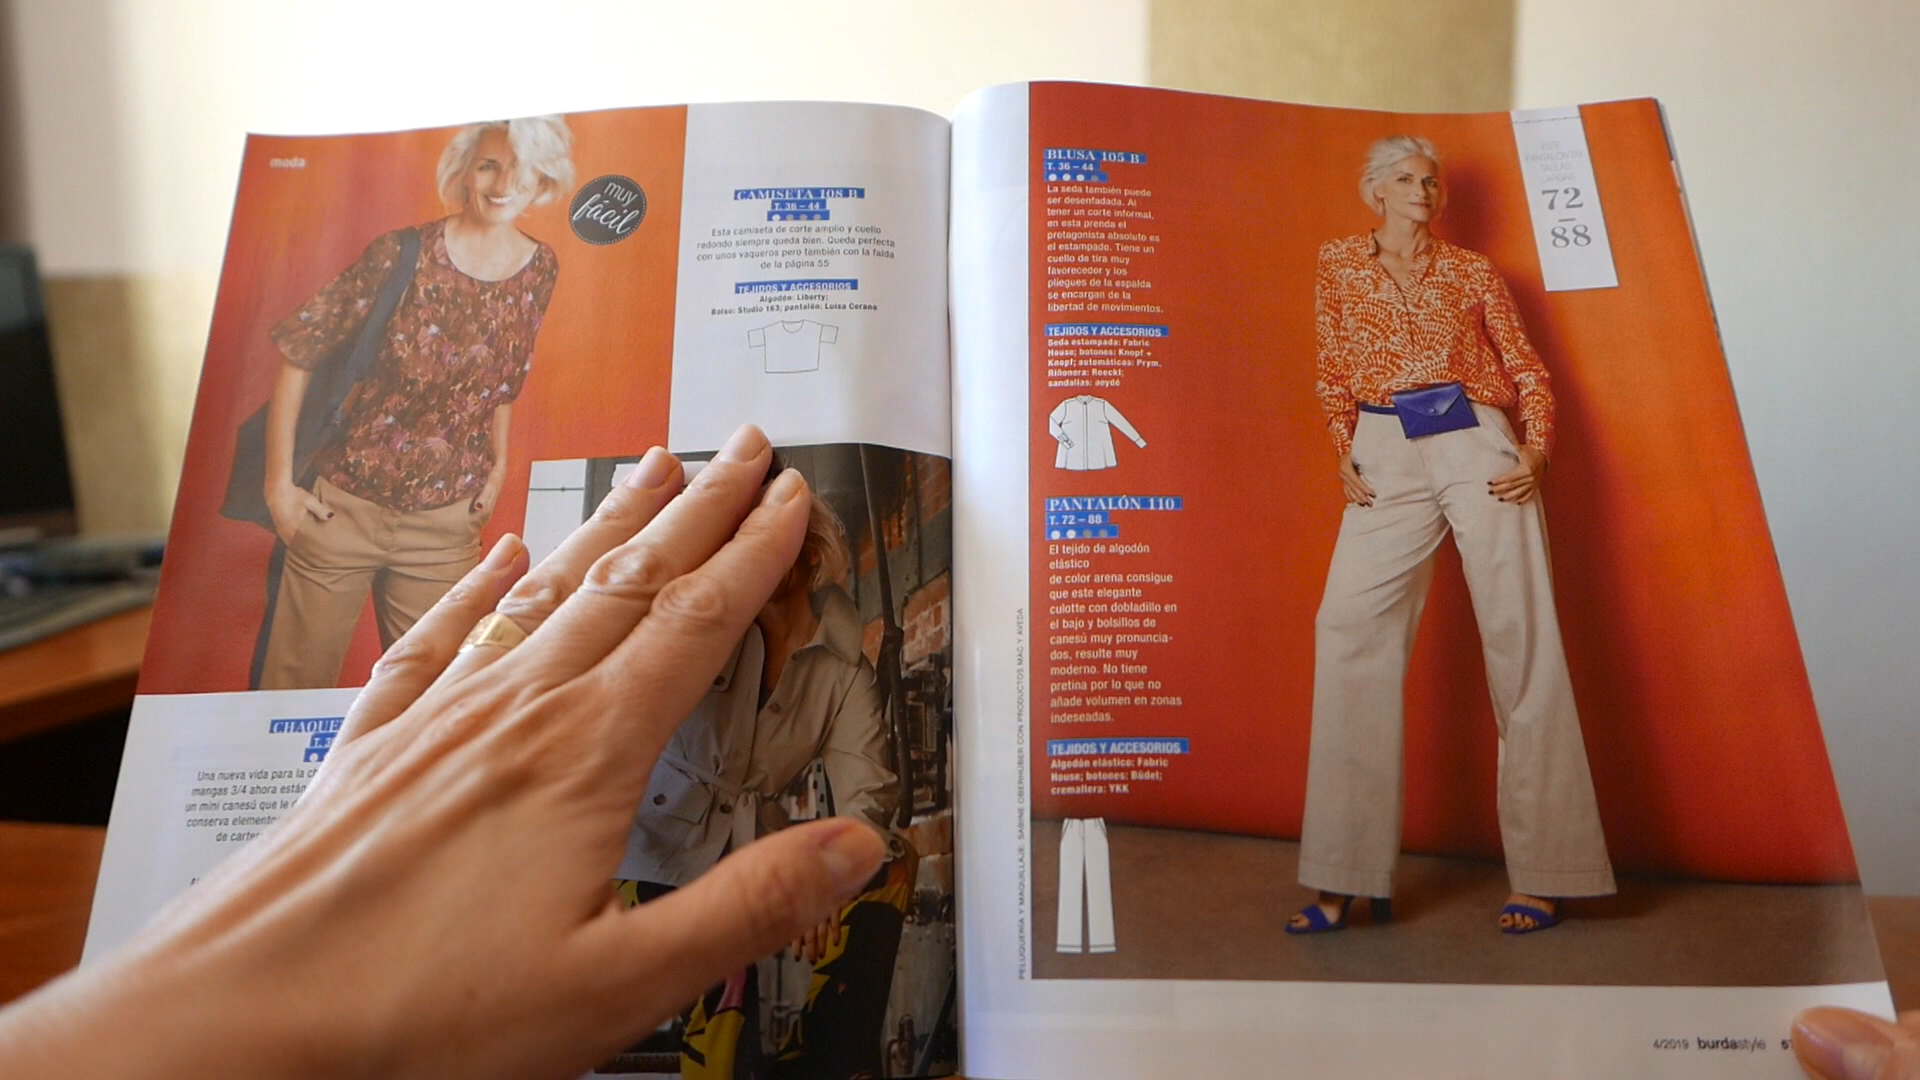 moda
muy
fácil
CAMISETA 108 B
T. 36 – 44
Esta camiseta de corte amplio y cuello
redondo siempre queda bien. Queda perfecta
con unos vaqueros pero también con la falda
de la página 55
TEJIDOS Y ACCESORIOS
Algodón: Liberty;
Bolso: Studio 163; pantalón: Luisa Cerano
CHAQUE
T. 3
Una nueva vida para la
mangas 3/4 ahora están
un mini canesú que le
conserva elemento
de
BLUSA 105 B
T. 36 – 44
La seda también puede
ser desenfadada. Al
tener un corte informal,
en esta prenda el
protagonista absoluto es
el estampado. Tiene un
cuello de tira muy
favorecedor y los
pliegues de la espalda
se encargan de la
libertad de movimientos.
TEJIDOS Y ACCESORIOS
Seda estampada: Fabric
House; botones: Knopf +
Knopf; automáticos: Prym.
Riñonera: Reecki;
sandalias: aeydé
PANTALÓN 110
T. 72 – 88
El tejido de algodón
elástico
de color arena consigue
que este elegante
culotte con dobladillo en
el bajo y bolsillos de
canesú muy pronuncia-
dos, resulte muy
moderno. No tiene
pretina por lo que no
añade volumen en zonas
indeseadas.
TEJIDOS Y ACCESORIOS
Algodón elástico: Fabric
House; botones: Büdel;
cremallera: YKK
PELUQUERÍA Y MAQUILLAJE: SABINE OBERHUBER CON PRODUCTOS MAC Y AVEDA
ESTE
PANTALÓN EN
TALLAS
LARGAS
72
–
88
4/2019 burdastyle